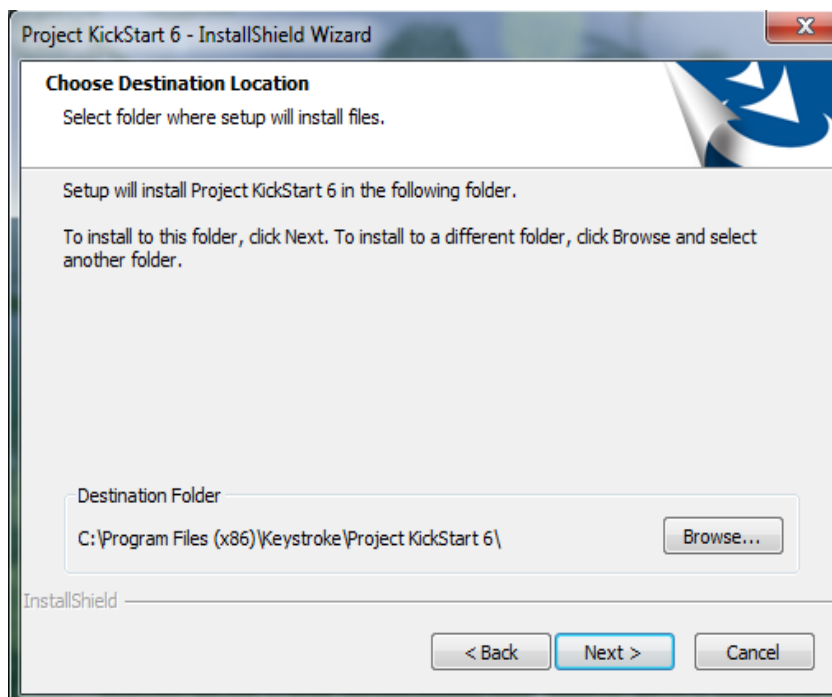 Project KickStart 6 - InstallShield Wizard
Choose Destination Location
Select folder where setup will install files.
Setup will install Project KickStart 6 in the following folder.
To install to this folder, click Next. To install to a different folder, click Browse and select
another folder.
Destination Folder
C:\Program Files (x86)\Keystroke\Project KickStart 6\
Browse...
InstallShield
< Back
Next >
Cancel